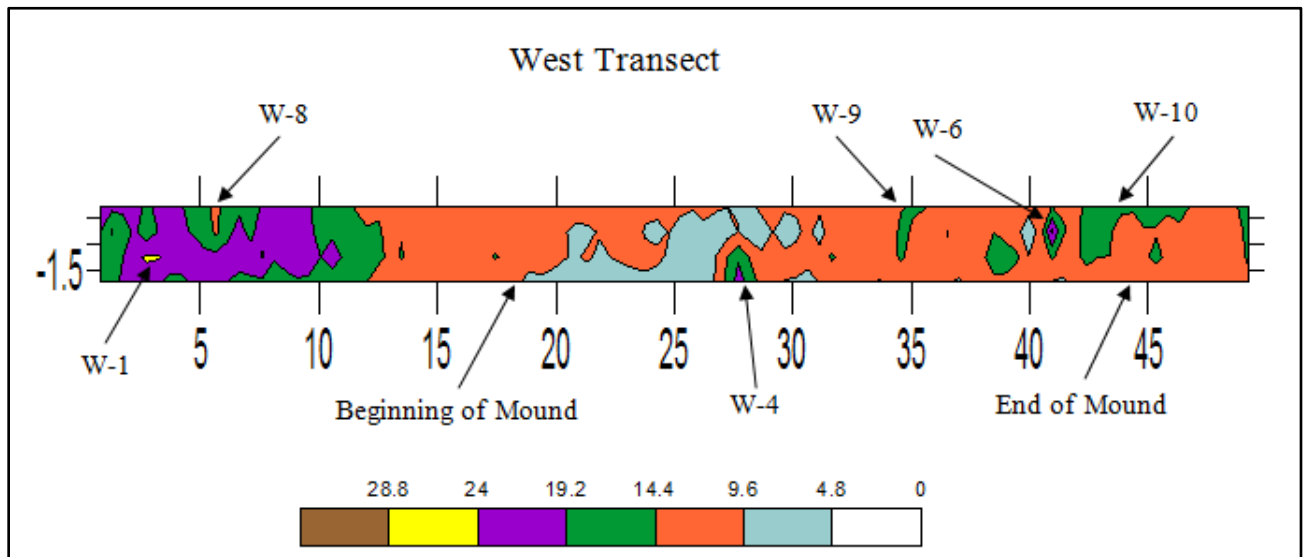 West Transect
W-8 W-9 W-6 W-10
-1.5
5 10 15 20 25 30 35 40 45
W-1 Beginning of Mound W-4 End of Mound
28.8 24 19.2 14.4 9.6 4.8 0